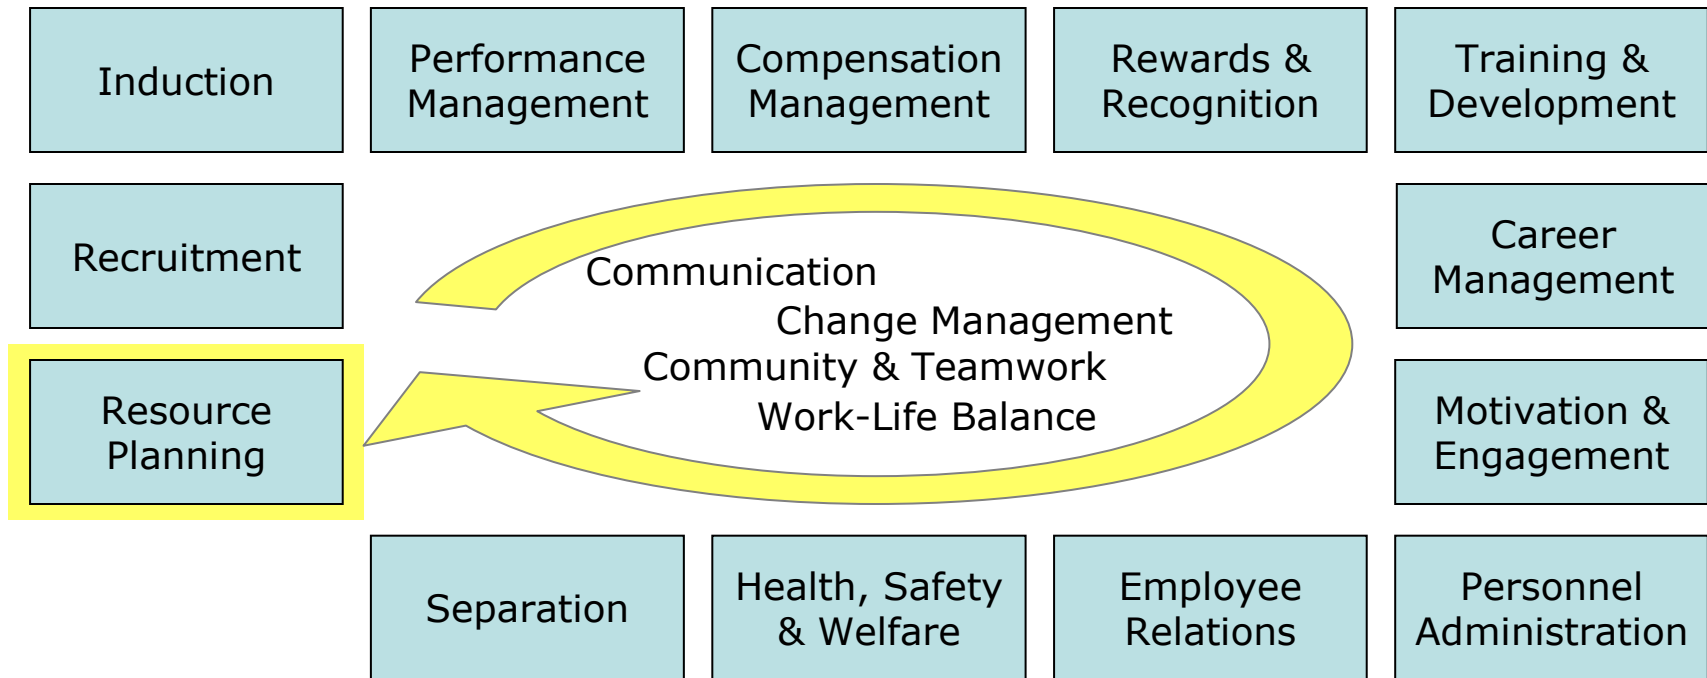 Induction
Performance
Management
Compensation
Management
Rewards &
Recognition
Training &
Development
Recruitment
Communication
Change Management
Community & Teamwork
Work-Life Balance
Career
Management
Resource
Planning
Motivation &
Engagement
Separation
Health, Safety
& Welfare
Employee
Relations
Personnel
Administration